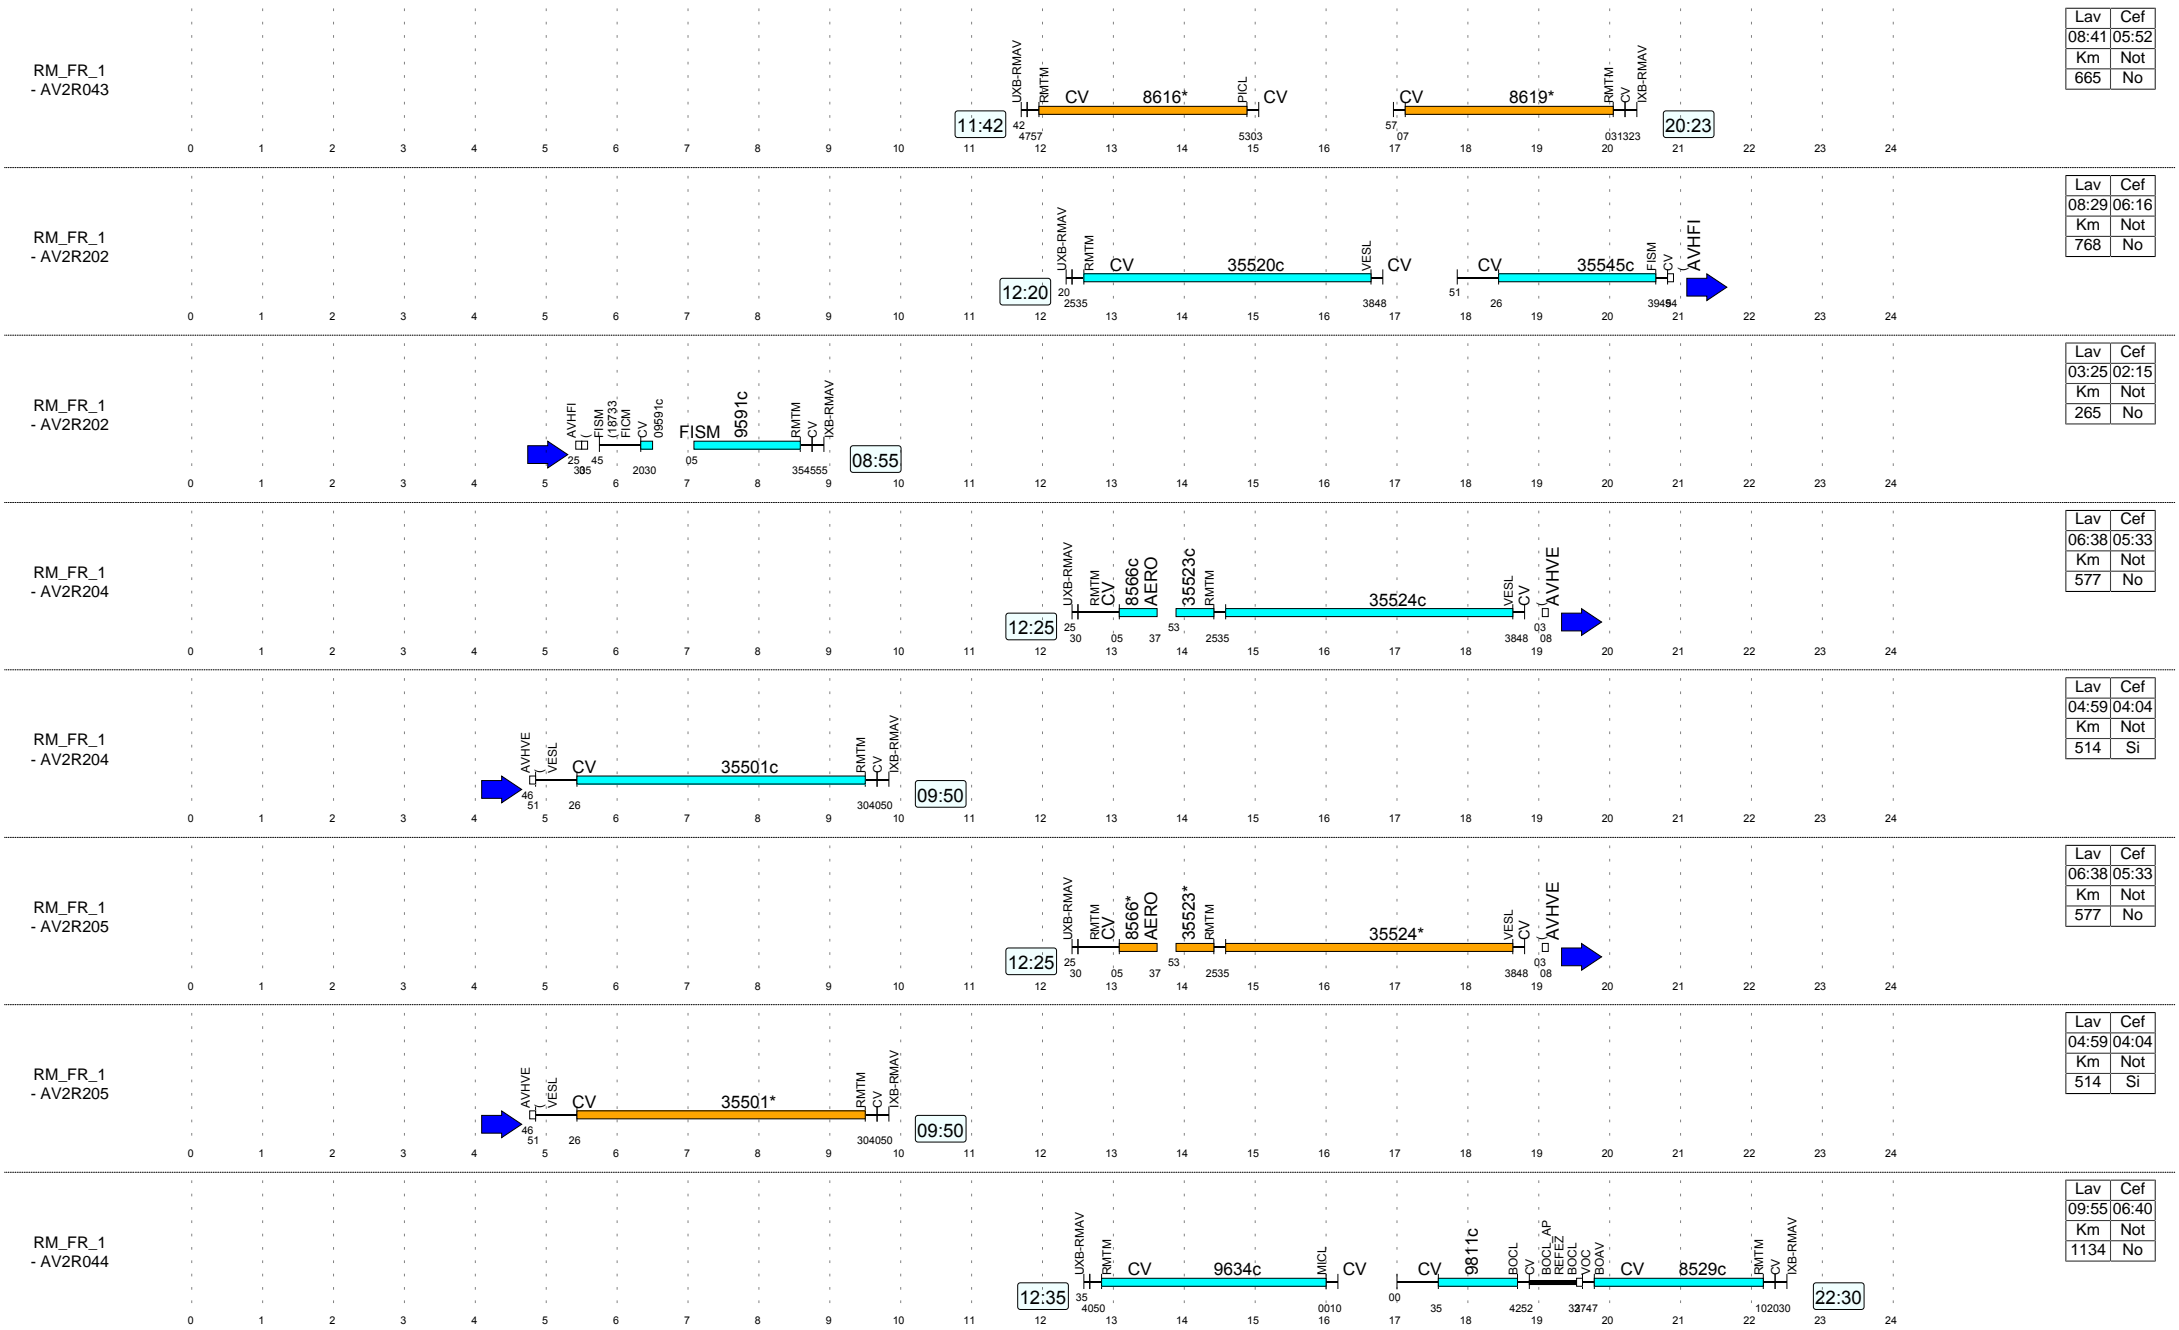 RM_FR_1
- AV2R043
11:42
UXB-RMAV
RMTM
CV
8616*
PICL
CV
CV
8619*
RMTM
CV
IXB-RMAV
20:23
42
4757
5303
57
07
031323
0 1 2 3 4 5 6 7 8 9 10 11 12 13 14 15 16 17 18 19 20 21 22 23 24
Lav Cef
08:41 05:52
Km Not
665 No
RM_FR_1
- AV2R202
12:20
UXB-RMAV
RMTM
CV
35520c
VESL
CV
CV
35545c
FISM
CV
(
AVHFI
20
2535
3848
51
26
0 1 2 3 4 5 6 7 8 9 10 11 12 13 14 15 16 17 18 19 20 21 22 23 24
Lav Cef
08:29 06:16
Km Not
768 No
RM_FR_1
- AV2R202
AVHFI
(
FISM
(18733
FICM
CV
09591c
FISM
9591c
RMTM
CV
IXB-RMAV
08:55
25
45
2030
05
354555
0 1 2 3 4 5 6 7 8 9 10 11 12 13 14 15 16 17 18 19 20 21 22 23 24
Lav Cef
03:25 02:15
Km Not
265 No
RM_FR_1
- AV2R204
12:25
UXB-RMAV
RMTM
CV
8566c
AERO
35523c
RMTM
35524c
VESL
CV
(
AVHVE
25
30
05
37
53
2535
3848
03
08
0 1 2 3 4 5 6 7 8 9 10 11 12 13 14 15 16 17 18 19 20 21 22 23 24
Lav Cef
06:38 05:33
Km Not
577 No
RM_FR_1
- AV2R204
AVHVE
(
VESL
CV
35501c
RMTM
CV
IXB-RMAV
09:50
46
51
26
304050
0 1 2 3 4 5 6 7 8 9 10 11 12 13 14 15 16 17 18 19 20 21 22 23 24
Lav Cef
04:59 04:04
Km Not
514 Si
RM_FR_1
- AV2R205
12:25
UXB-RMAV
RMTM
CV
8566*
AERO
35523*
RMTM
35524*
VESL
CV
(
AVHVE
25
30
05
37
53
2535
3848
03
08
0 1 2 3 4 5 6 7 8 9 10 11 12 13 14 15 16 17 18 19 20 21 22 23 24
Lav Cef
06:38 05:33
Km Not
577 No
RM_FR_1
- AV2R205
AVHVE
(
VESL
CV
35501*
RMTM
CV
IXB-RMAV
09:50
46
51
26
304050
0 1 2 3 4 5 6 7 8 9 10 11 12 13 14 15 16 17 18 19 20 21 22 23 24
Lav Cef
04:59 04:04
Km Not
514 Si
RM_FR_1
- AV2R044
12:35
UXB-RMAV
RMTM
CV
9634c
MICL
CV
CV
9811c
BOCL
CV
BOCL_AP
REFEZ
BOCL
VOC
BOAV
CV
8529c
RMTM
CV
IXB-RMAV
22:30
35
4050
0010
00
35
4252
102030
0 1 2 3 4 5 6 7 8 9 10 11 12 13 14 15 16 17 18 19 20 21 22 23 24
Lav Cef
09:55 06:40
Km Not
1134 No